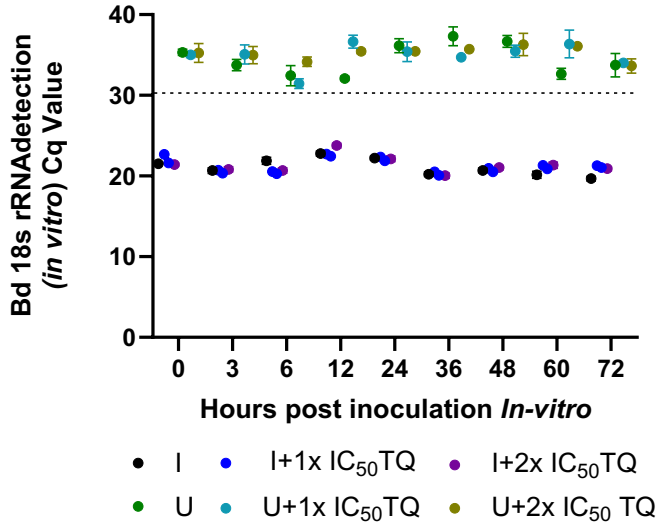 Bd 18s rRNAdetection
(in vitro) Cq Value
40
30
20
10
0
0 3 6 12 24 36 48 60 72
Hours post inoculation In-vitro
I I+1x IC₅₀TQ I+2x IC₅₀TQ
U U+1x IC₅₀TQ U+2x IC₅₀ TQ